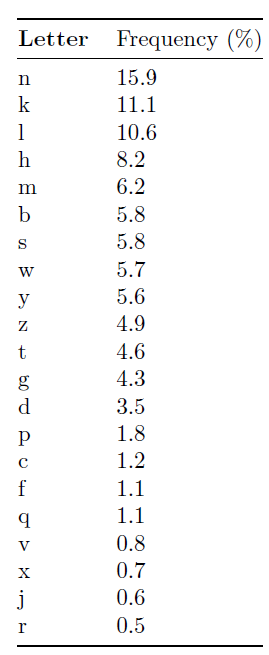 Letter Frequency (%)
n 15.9
k 11.1
l 10.6
h 8.2
m 6.2
b 5.8
s 5.8
w 5.7
y 5.6
z 4.9
t 4.6
g 4.3
d 3.5
p 1.8
c 1.2
f 1.1
q 1.1
v 0.8
x 0.7
j 0.6
r 0.5